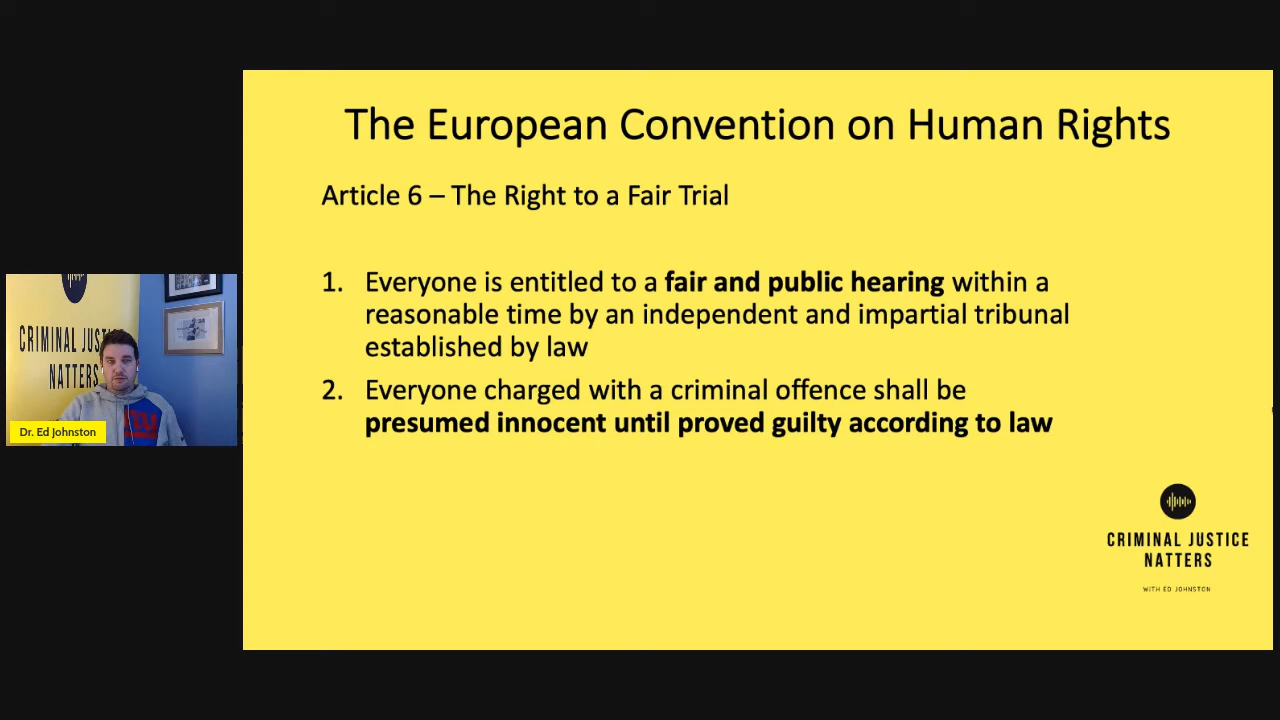 The European Convention on Human Rights
Article 6 – The Right to a Fair Trial
1. Everyone is entitled to a fair and public hearing within a
reasonable time by an independent and impartial tribunal
established by law
2. Everyone charged with a criminal offence shall be
presumed innocent until proved guilty according to law
CRIMINAL JUSTICE
NATTERS
WITH ED JOHNSTON
CRIMINAL JUS
NATTERS
Dr. Ed Johnston